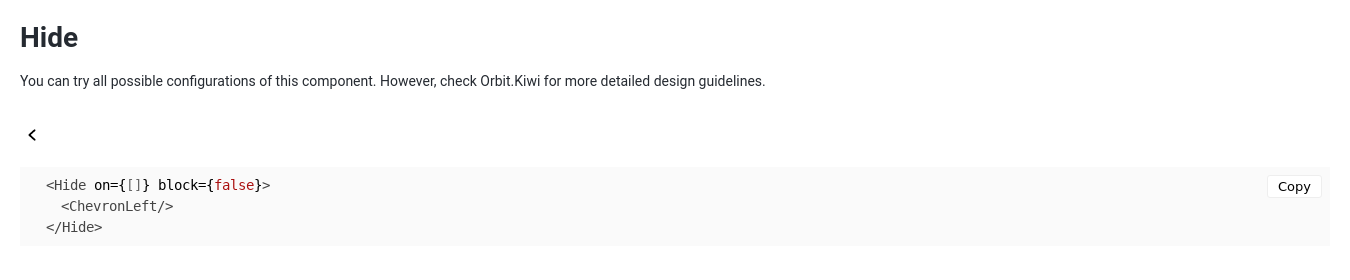 Hide
You can try all possible configurations of this component. However, check Orbit.Kiwi for more detailed design guidelines.
<Hide on={[]} block={false}>
<ChevronLeft/>
</Hide>
Copy